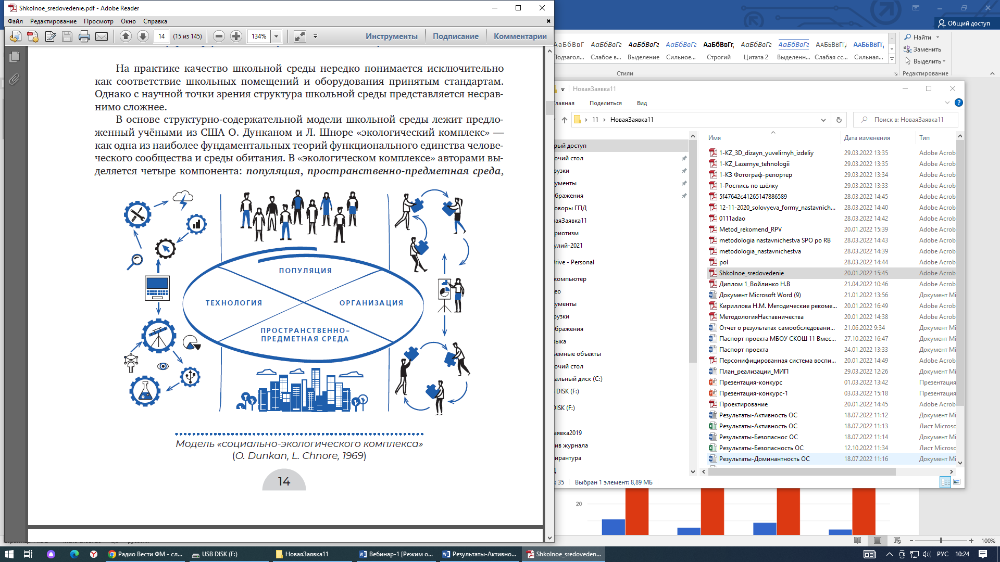 Shkolnoe_sredovedenie.pdf - Adobe Reader
Файл Редактирование Просмотр Окно Справка
14 (15 из 145) 134% Инструменты Подписание Комментарии
На практике качество школьной среды нередко понимается исключительно
как соответствие школьных помещений и оборудования принятым стандартам.
Однако с научной точки зрения структура школьной среды представляется несрав-
нимо сложнее.
В основе структурно-содержательной модели школьной среды лежит предло-
женный учёными из США О. Дунканом и Л. Шноре «экологический комплекс» —
как одна из наиболее фундаментальных теорий функционального единства челове-
ческого сообщества и среды обитания. В «экологическом комплексе» авторами вы-
деляется четыре компонента: популяция, пространственно-предметная среда,
ПОПУЛЯЦИЯ
ТЕХНОЛОГИЯ
ОРГАНИЗАЦИЯ
ПРОСТРАНСТВЕННО–
ПРЕДМЕТНАЯ СРЕДА
Модель «социально-экологического комплекса»
(O. Dunkan, L. Chnore, 1969)
14
Общий доступ
АаБбВвГ АаБбВвГг АаБбВвГг АаБбВвГг АаБбВвГг, АаБбВвГг АаБбВвГг ААББВВГГ, ААББВВГГ,
Подзагол... Слабое в... Выделение Сильное... Строгий Цитата 2 Выделенн... Слабая сс... Сильная...
Стили
Найти
Заменить
Выделить
Редактирование
НоваяЗаявка11
лавная Поделиться Вид
11 НоваяЗаявка11
Поиск в: НоваяЗаявка11
рый доступ
очий стол
рузки
ументы
бражения
оворы ГПД
ваяЗаявка11
риотизм
улий-2021
Drive - Personal
компьютер
ео
ументы
рузки
бражения
ыка
ъемные объекты
очий стол
кальный диск (C:)
DISK (F:)
DISK (F:)
аявка2019
ив журнала
ирантура
Имя Дата изменения Тип
1-KZ_3D_dizayn_yuvelirnyh_izdeliy 29.03.2022 13:35 Adobe Acrob
1-KZ_Lazernye_tehnologii 29.03.2022 13:35 Adobe Acrob
1-КЗ Фотограф-репортер 29.03.2022 13:34 Adobe Acrob
1-Роспись по шёлку 29.03.2022 13:33 Adobe Acrob
5f47642c41265147886589 28.03.2022 14:45 Adobe Acrob
12-11-2020_solovyeva_formy_nastavnich... 28.03.2022 14:40 Adobe Acrob
0111adao 28.03.2022 14:42 Adobe Acrob
Metod_rekomend_RPV 20.01.2022 15:39 Adobe Acrob
metodologia nastavnichestva SPO po RB 28.03.2022 14:43 Adobe Acrob
metodologia_nastavnichestva 28.03.2022 14:39 Adobe Acrob
pol 28.03.2022 14:44 Adobe Acrob
Shkolnoe_sredovedenie 20.01.2022 15:45 Adobe Acrob
Диплом 1_Войлинко Н.В 21.04.2022 10:46 Adobe Acrob
Документ Microsoft Word (9) 21.01.2022 13:56 Документ Mi
Кириллова Н.М. Методические рекоме... 20.01.2022 16:49 Adobe Acrob
МетодологияНаставничества 20.01.2022 14:38 Adobe Acrob
Отчет о результатах самообследовани... 21.06.2022 9:34 Документ Mi
Паспорт проекта МБОУ СКОШ 11 Вмес... 27.10.2022 16:47 Документ Mi
Паспорт проекта 24.01.2022 13:33 Документ Mi
Персонифицированная система воспи... 20.01.2022 14:49 Adobe Acrob
План_реализации_МИП 29.03.2022 12:26 Документ Mi
Презентация-конкурс 01.03.2022 13:42 Презентация
Презентация-конкурс-1 03.03.2022 15:18 Презентация
Проектирование 20.01.2022 14:45 Adobe Acrob
Результаты-Активность ОС 18.07.2022 11:12 Документ Mi
Результаты-Активность ОС 18.07.2022 11:13 Лист Microsc
Результаты-Безопаснос ОС 18.07.2022 11:14 Документ Mi
Результаты-Безопасность ОС 12.10.2022 11:34 Лист Microsc
Результаты-Доминантность ОС 18.07.2022 11:16 Документ Mi
: 35 Выбран 1 элемент: 8,89 МБ
20
100%
Радио Вести ФМ - сл... USB DISK (F:) НоваяЗаявка11 Вебинар-1 [Режим о... Результаты-Активно... Shkolnoe_sredoveden... РУС 10:24